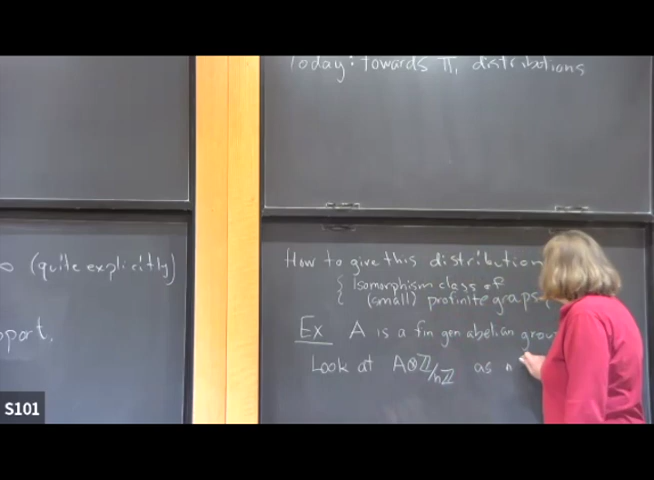 Today: towards π₁ distributions
o (quite explicitly)
pport.
How to give this distribution
{ Isomorphism class of
(small) profinite graps
Ex A is a fin gen abelian grou
Look at A⊗ℤ/nℤ as n
S101